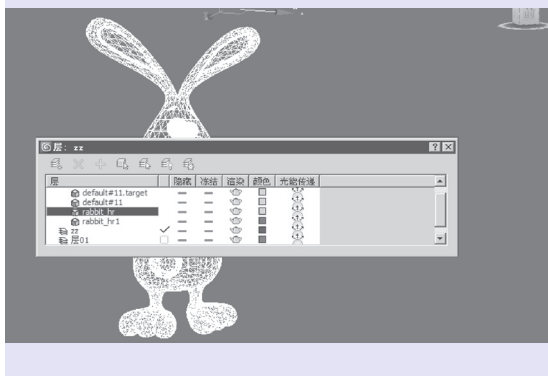 层: zz
层 隐藏 冻结 渲染 颜色 光能传递
default#11.target
default#11
rabbit_hr
rabbit_hr1
zz
层01